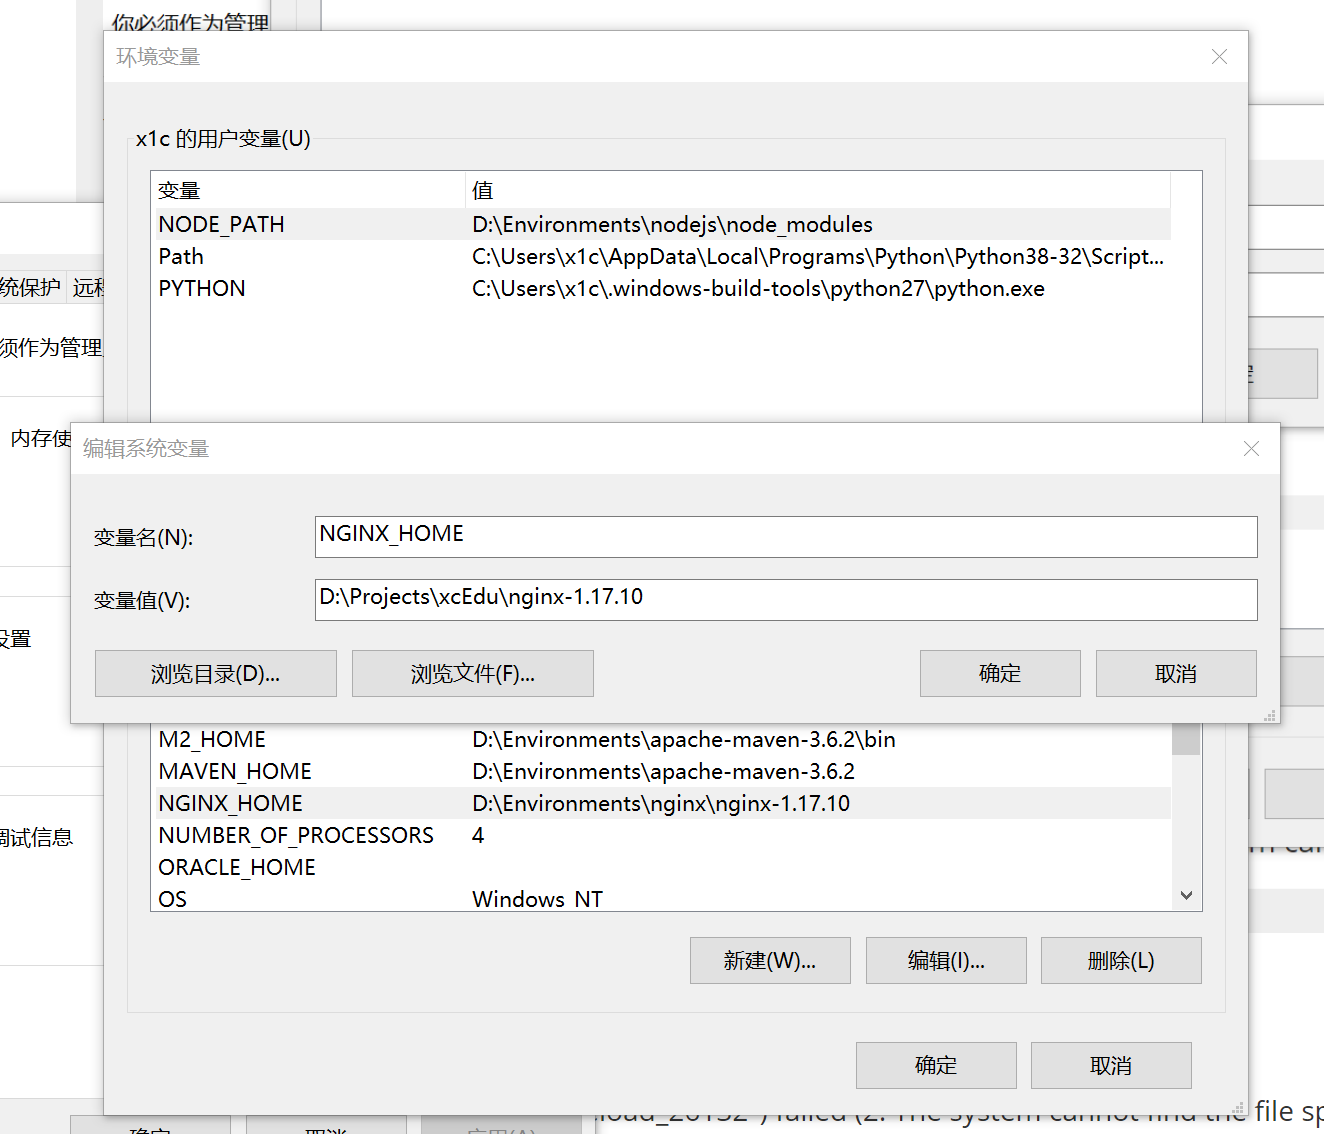 你必须作为管理
环境变量
x1c 的用户变量(U)
变量 值
NODE_PATH D:\Environments\nodejs\node_modules
Path C:\Users\x1c\AppData\Local\Programs\Python\Python38-32\Script...
PYTHON C:\Users\x1c\.windows-build-tools\python27\python.exe
统保护 远程
须作为管理
内存使
编辑系统变量
变量名(N): NGINX_HOME
变量值(V): D:\Projects\xcEdu\nginx-1.17.10
浏览目录(D)... 浏览文件(F)... 确定 取消
设置
M2_HOME D:\Environments\apache-maven-3.6.2\bin
MAVEN_HOME D:\Environments\apache-maven-3.6.2
NGINX_HOME D:\Environments\nginx\nginx-1.17.10
NUMBER_OF_PROCESSORS 4
调试信息
ORACLE_HOME
OS Windows_NT
新建(W)... 编辑(I)... 删除(L)
确定 取消
failed (2: The system cannot find the file sp
确定 取消 应用(A)